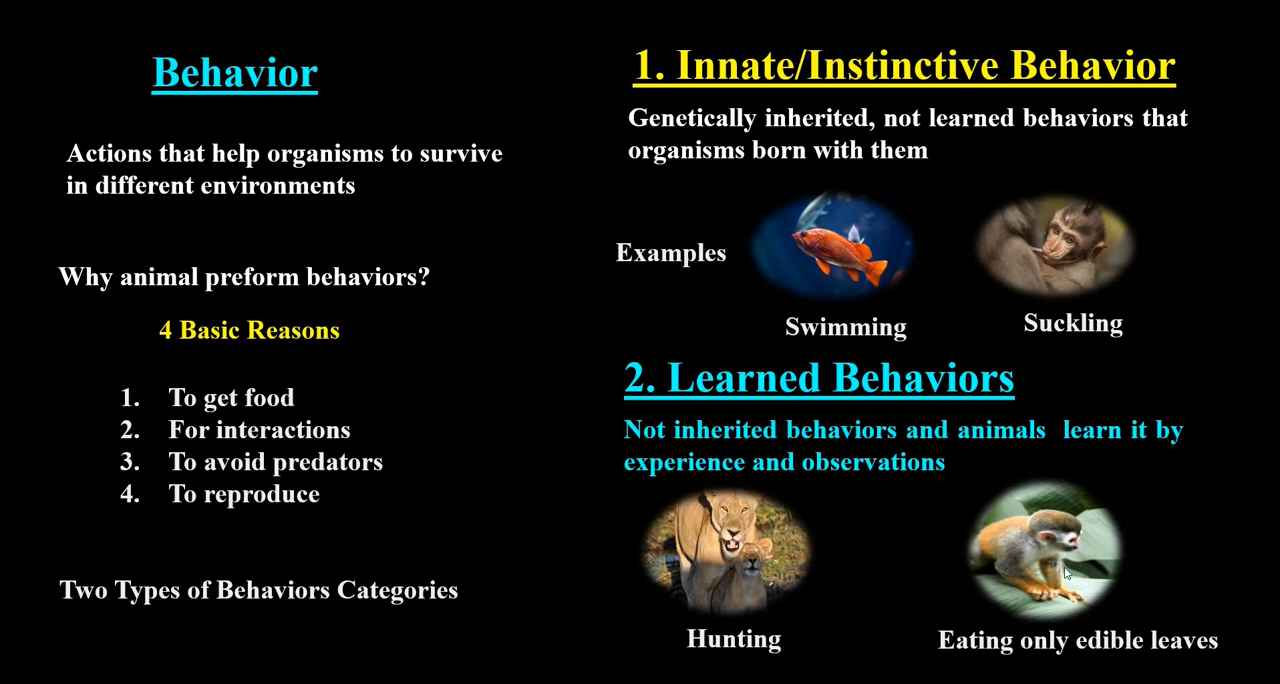 Behavior
Actions that help organisms to survive
in different environments
Why animal preform behaviors?
4 Basic Reasons
1. To get food
2. For interactions
3. To avoid predators
4. To reproduce
Two Types of Behaviors Categories
1. Innate/Instinctive Behavior
Genetically inherited, not learned behaviors that
organisms born with them
Examples
Swimming
Suckling
2. Learned Behaviors
Not inherited behaviors and animals learn it by
experience and observations
Hunting
Eating only edible leaves